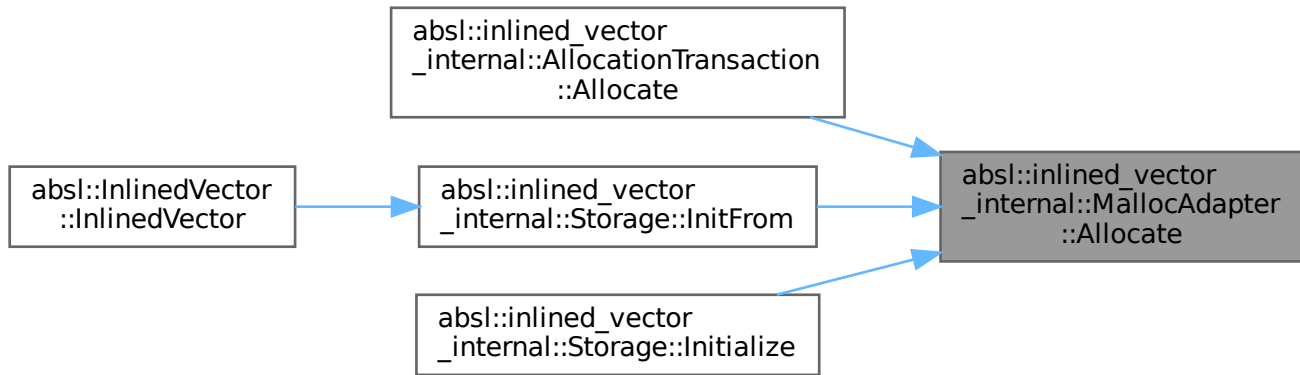 absl::inlined_vector
_internal::AllocationTransaction
::Allocate
absl::InlinedVector
::InlinedVector
absl::inlined_vector
_internal::Storage::InitFrom
absl::inlined_vector
_internal::MallocAdapter
::Allocate
absl::inlined_vector
_internal::Storage::Initialize